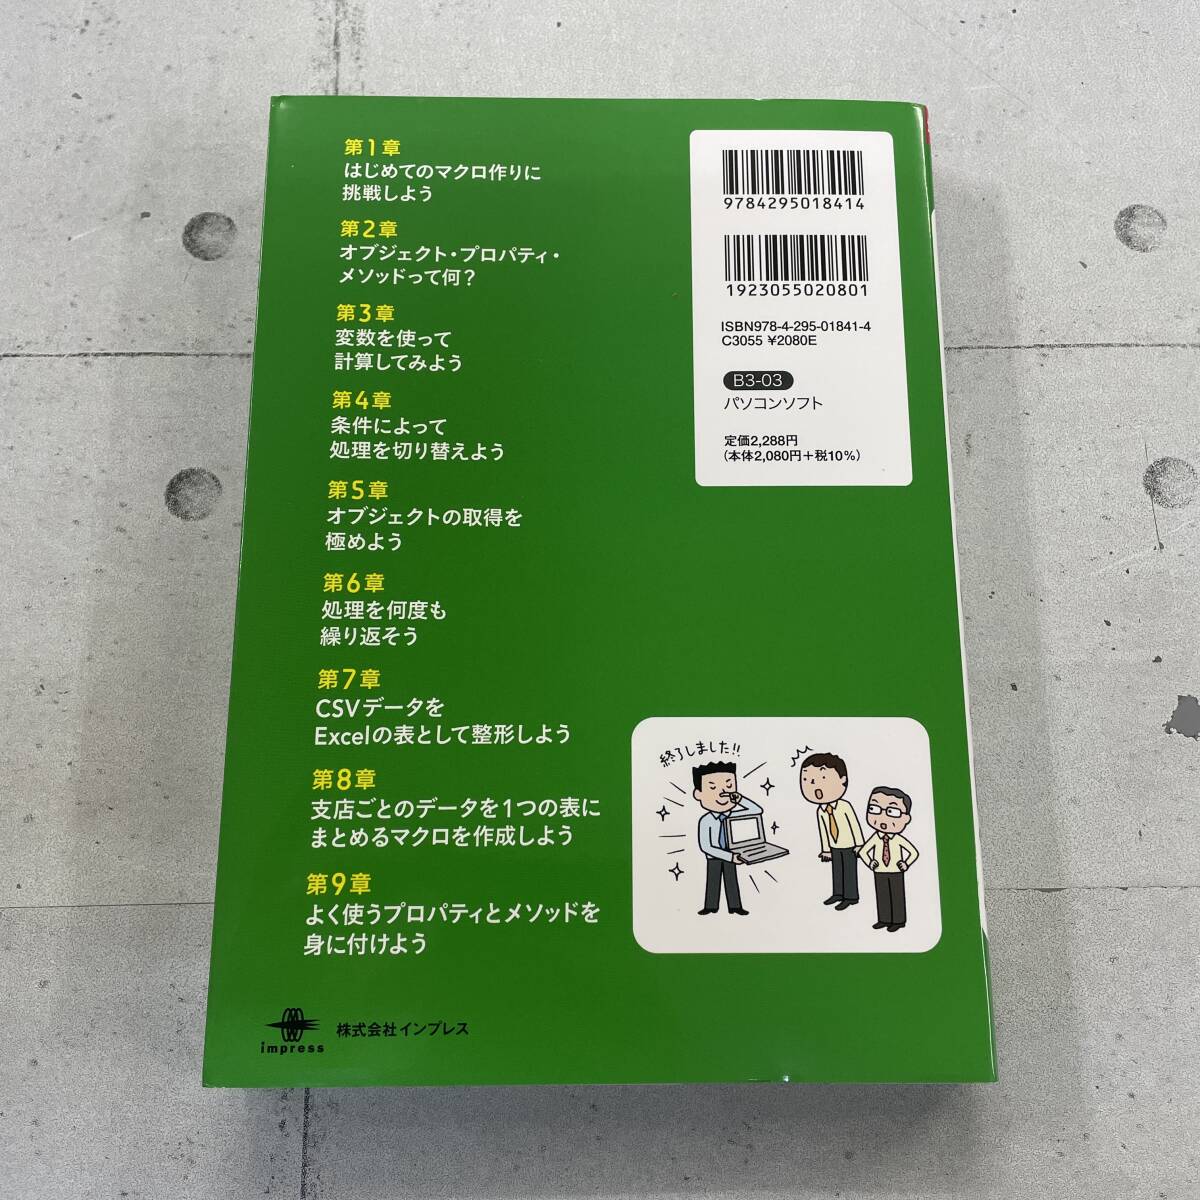 第1章
はじめてのマクロ作りに
挑戦しよう
第2章
オブジェクト・プロパティ・
メソッドって何？
第3章
変数を使って
計算してみよう
第4章
条件によって
処理を切り替えよう
第5章
オブジェクトの取得を
極めよう
第6章
処理を何度も
繰り返そう
第7章
CSVデータを
Excelの表として整形しよう
第8章
支店ごとのデータを1つの表に
まとめるマクロを作成しよう
第9章
よく使うプロパティとメソッドを
身に付けよう
9784295018414
1923055020801
ISBN978-4-295-01841-4
C3055 ¥2080E
B3-03
パソコンソフト
定価2,288円
（本体2,080円＋税10%）
終了しました!!
impress
株式会社インプレス